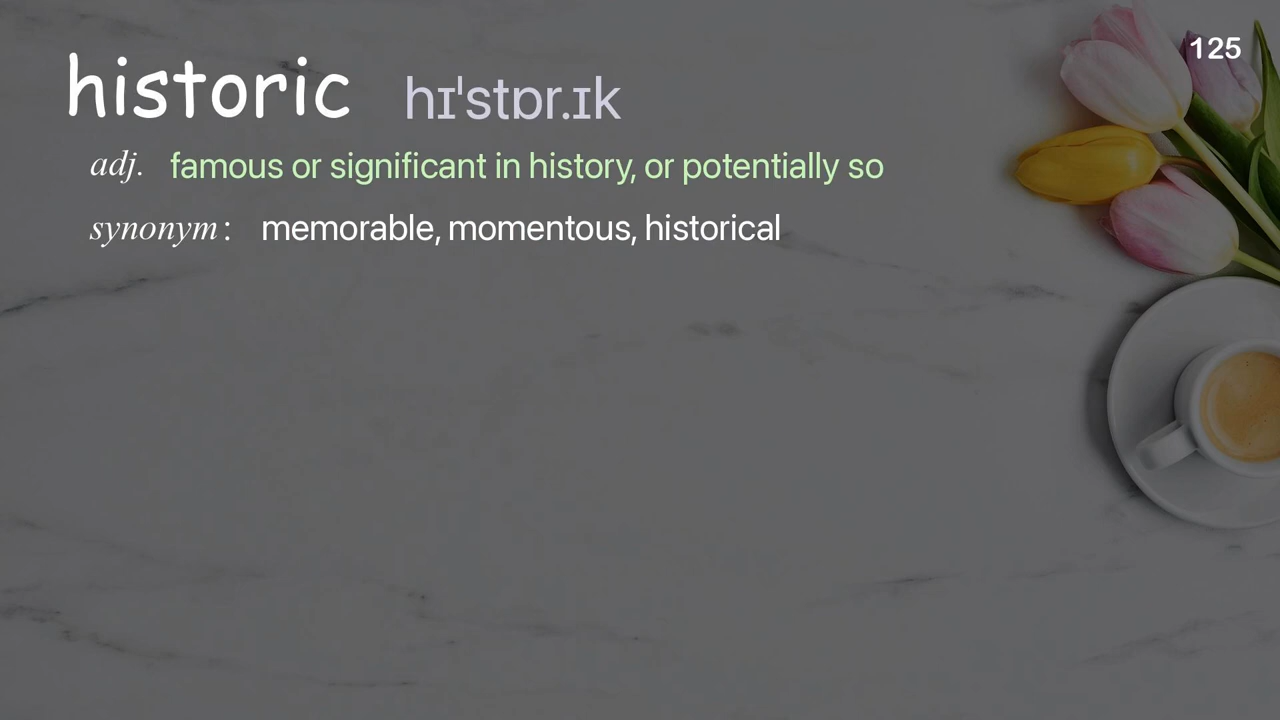 125
historic hɪˈstɒr.ɪk
adj. famous or significant in history, or potentially so
synonym: memorable, momentous, historical